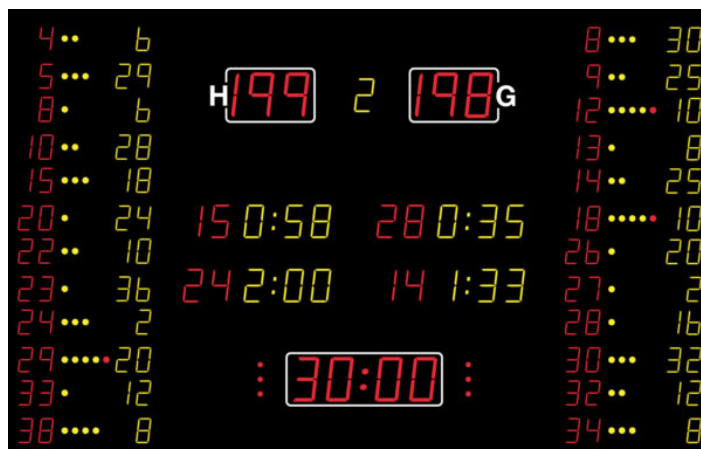 4 •• 6
5 ••• 29
8 • 6
10 •• 28
15 ••• 18
20 • 24
22 •• 10
23 • 36
24 ••• 2
29 ••••• 20
33 • 12
38 •••• 8
H 199 2 198 G
15 0:58 28 0:35
24 2:00 14 1:33
30:00
8 ••• 30
9 •• 25
12 ••••• 10
13 • 8
14 •• 25
18 ••••• 10
26 • 20
27 • 2
28 • 16
30 ••• 32
32 •• 12
34 ••• 8